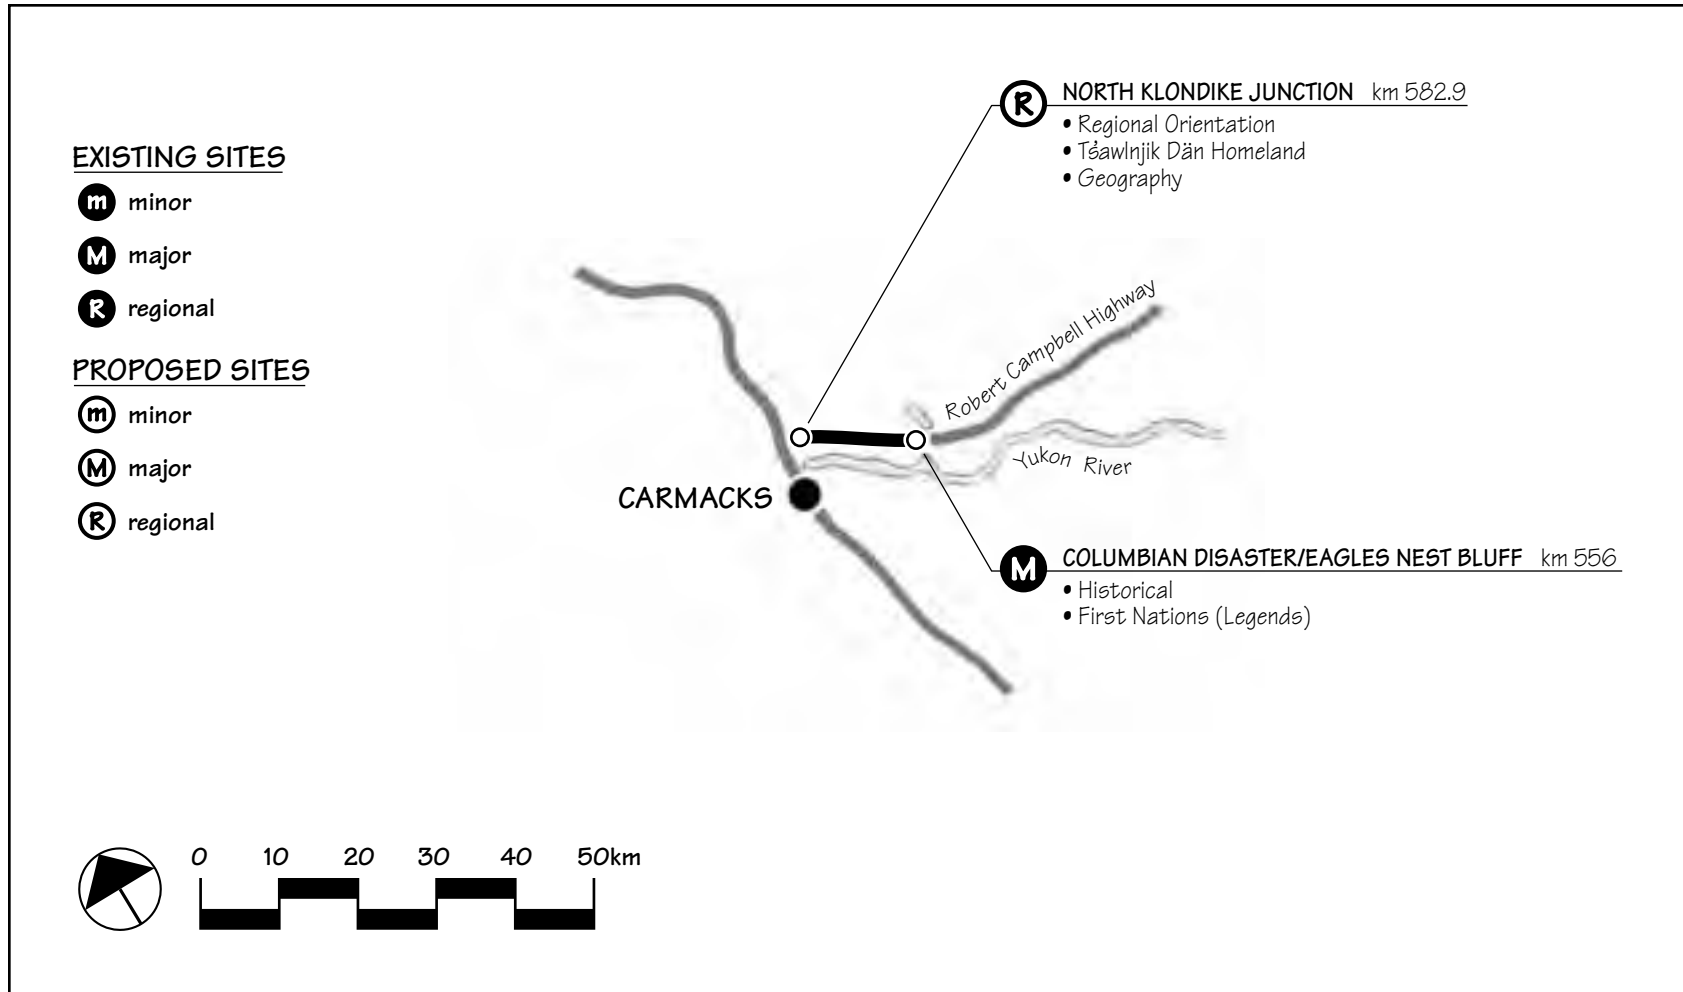 EXISTING SITES
m minor
M major
R regional
PROPOSED SITES
m minor
M major
R regional
R NORTH KLONDIKE JUNCTION km 582.9
• Regional Orientation
• Ts̓awlnjik Dän Homeland
• Geography
Robert Campbell Highway
Yukon River
CARMACKS
M COLUMBIAN DISASTER/EAGLES NEST BLUFF km 556
• Historical
• First Nations (Legends)
0 10 20 30 40 50km